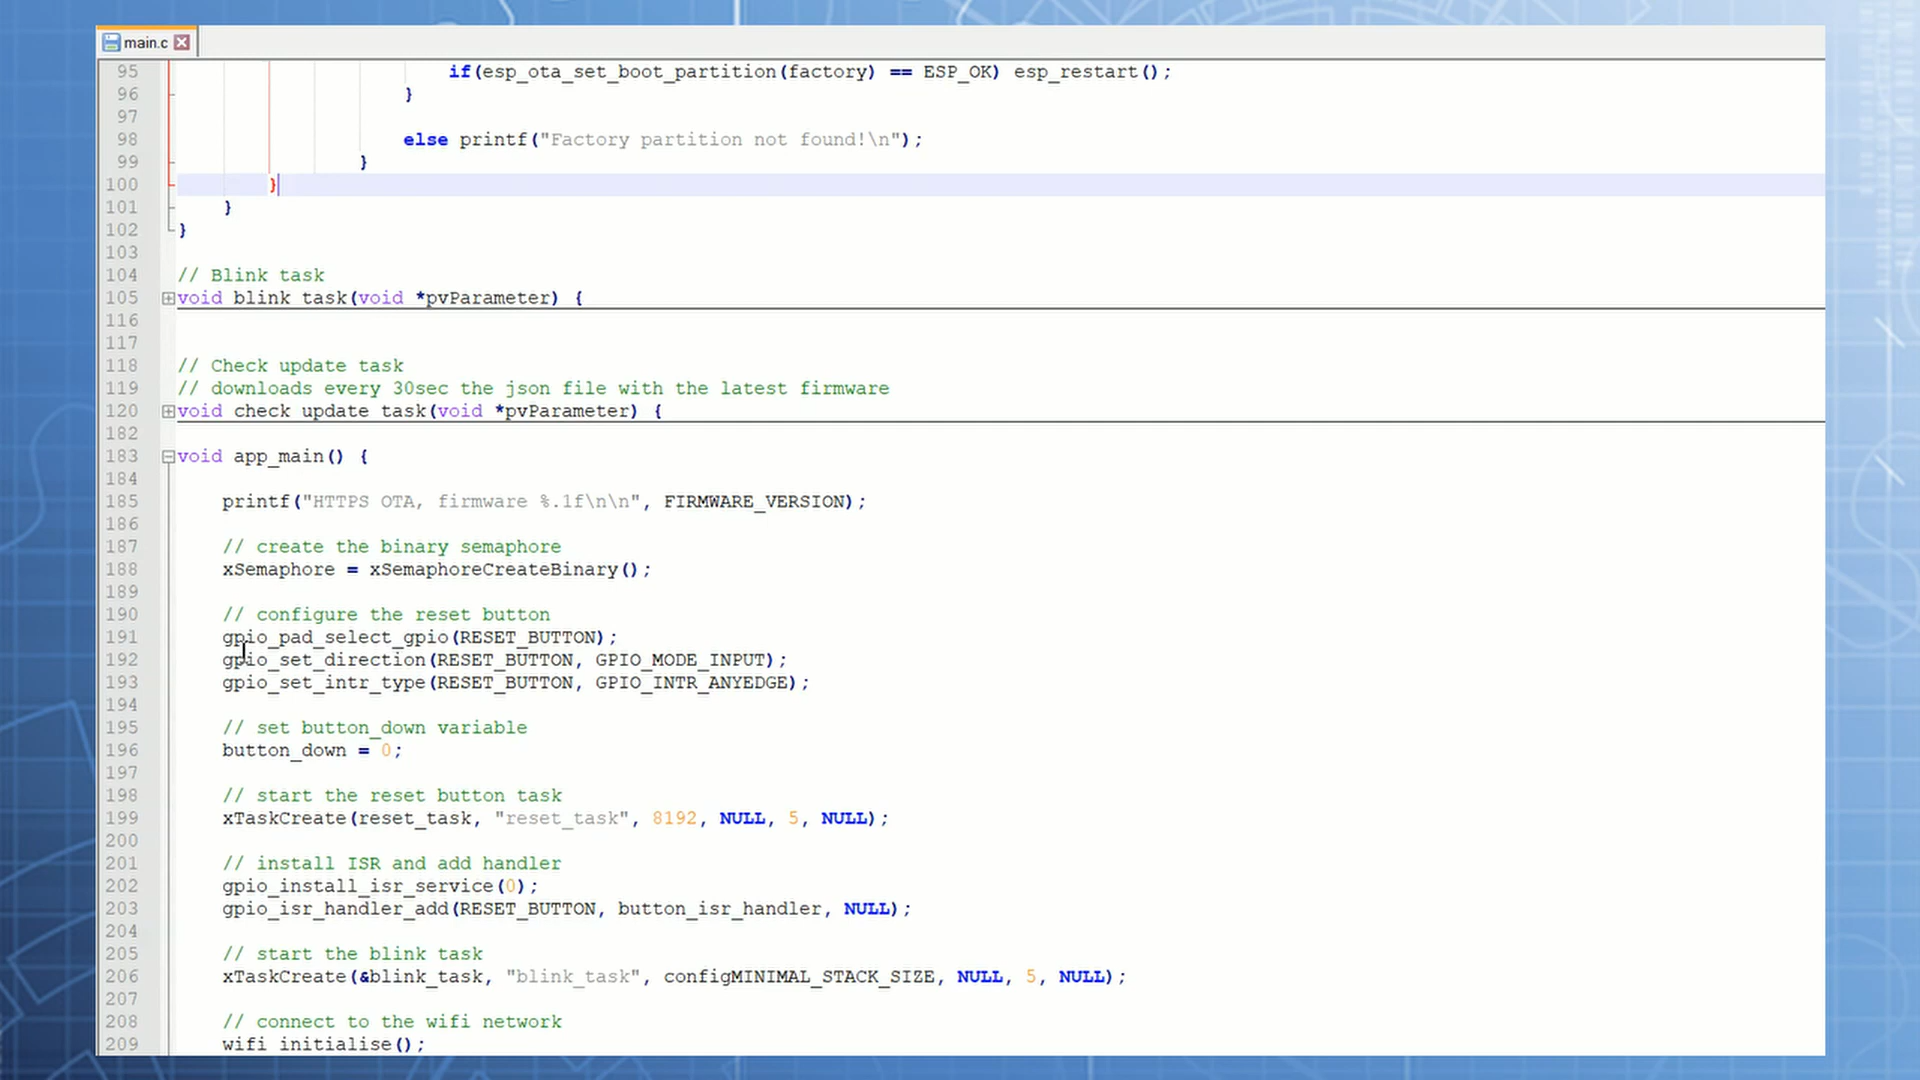 main.c
95 if(esp_ota_set_boot_partition(factory) == ESP_OK) esp_restart();
96 }
97
98 else printf("Factory partition not found!\n");
99 }
100 }
101 }
102 }
103
104 // Blink task
105 void blink_task(void *pvParameter) {
116
117
118 // Check update task
119 // downloads every 30sec the json file with the latest firmware
120 void check_update_task(void *pvParameter) {
182
183 void app_main() {
184
185 printf("HTTPS OTA, firmware %.1f\n\n", FIRMWARE_VERSION);
186
187 // create the binary semaphore
188 xSemaphore = xSemaphoreCreateBinary();
189
190 // configure the reset button
191 gpio_pad_select_gpio(RESET_BUTTON);
192 gpio_set_direction(RESET_BUTTON, GPIO_MODE_INPUT);
193 gpio_set_intr_type(RESET_BUTTON, GPIO_INTR_ANYEDGE);
194
195 // set button_down variable
196 button_down = 0;
197
198 // start the reset button task
199 xTaskCreate(reset_task, "reset_task", 8192, NULL, 5, NULL);
200
201 // install ISR and add handler
202 gpio_install_isr_service(0);
203 gpio_isr_handler_add(RESET_BUTTON, button_isr_handler, NULL);
204
205 // start the blink task
206 xTaskCreate(&blink_task, "blink_task", configMINIMAL_STACK_SIZE, NULL, 5, NULL);
207
208 // connect to the wifi network
209 wifi_initialise();